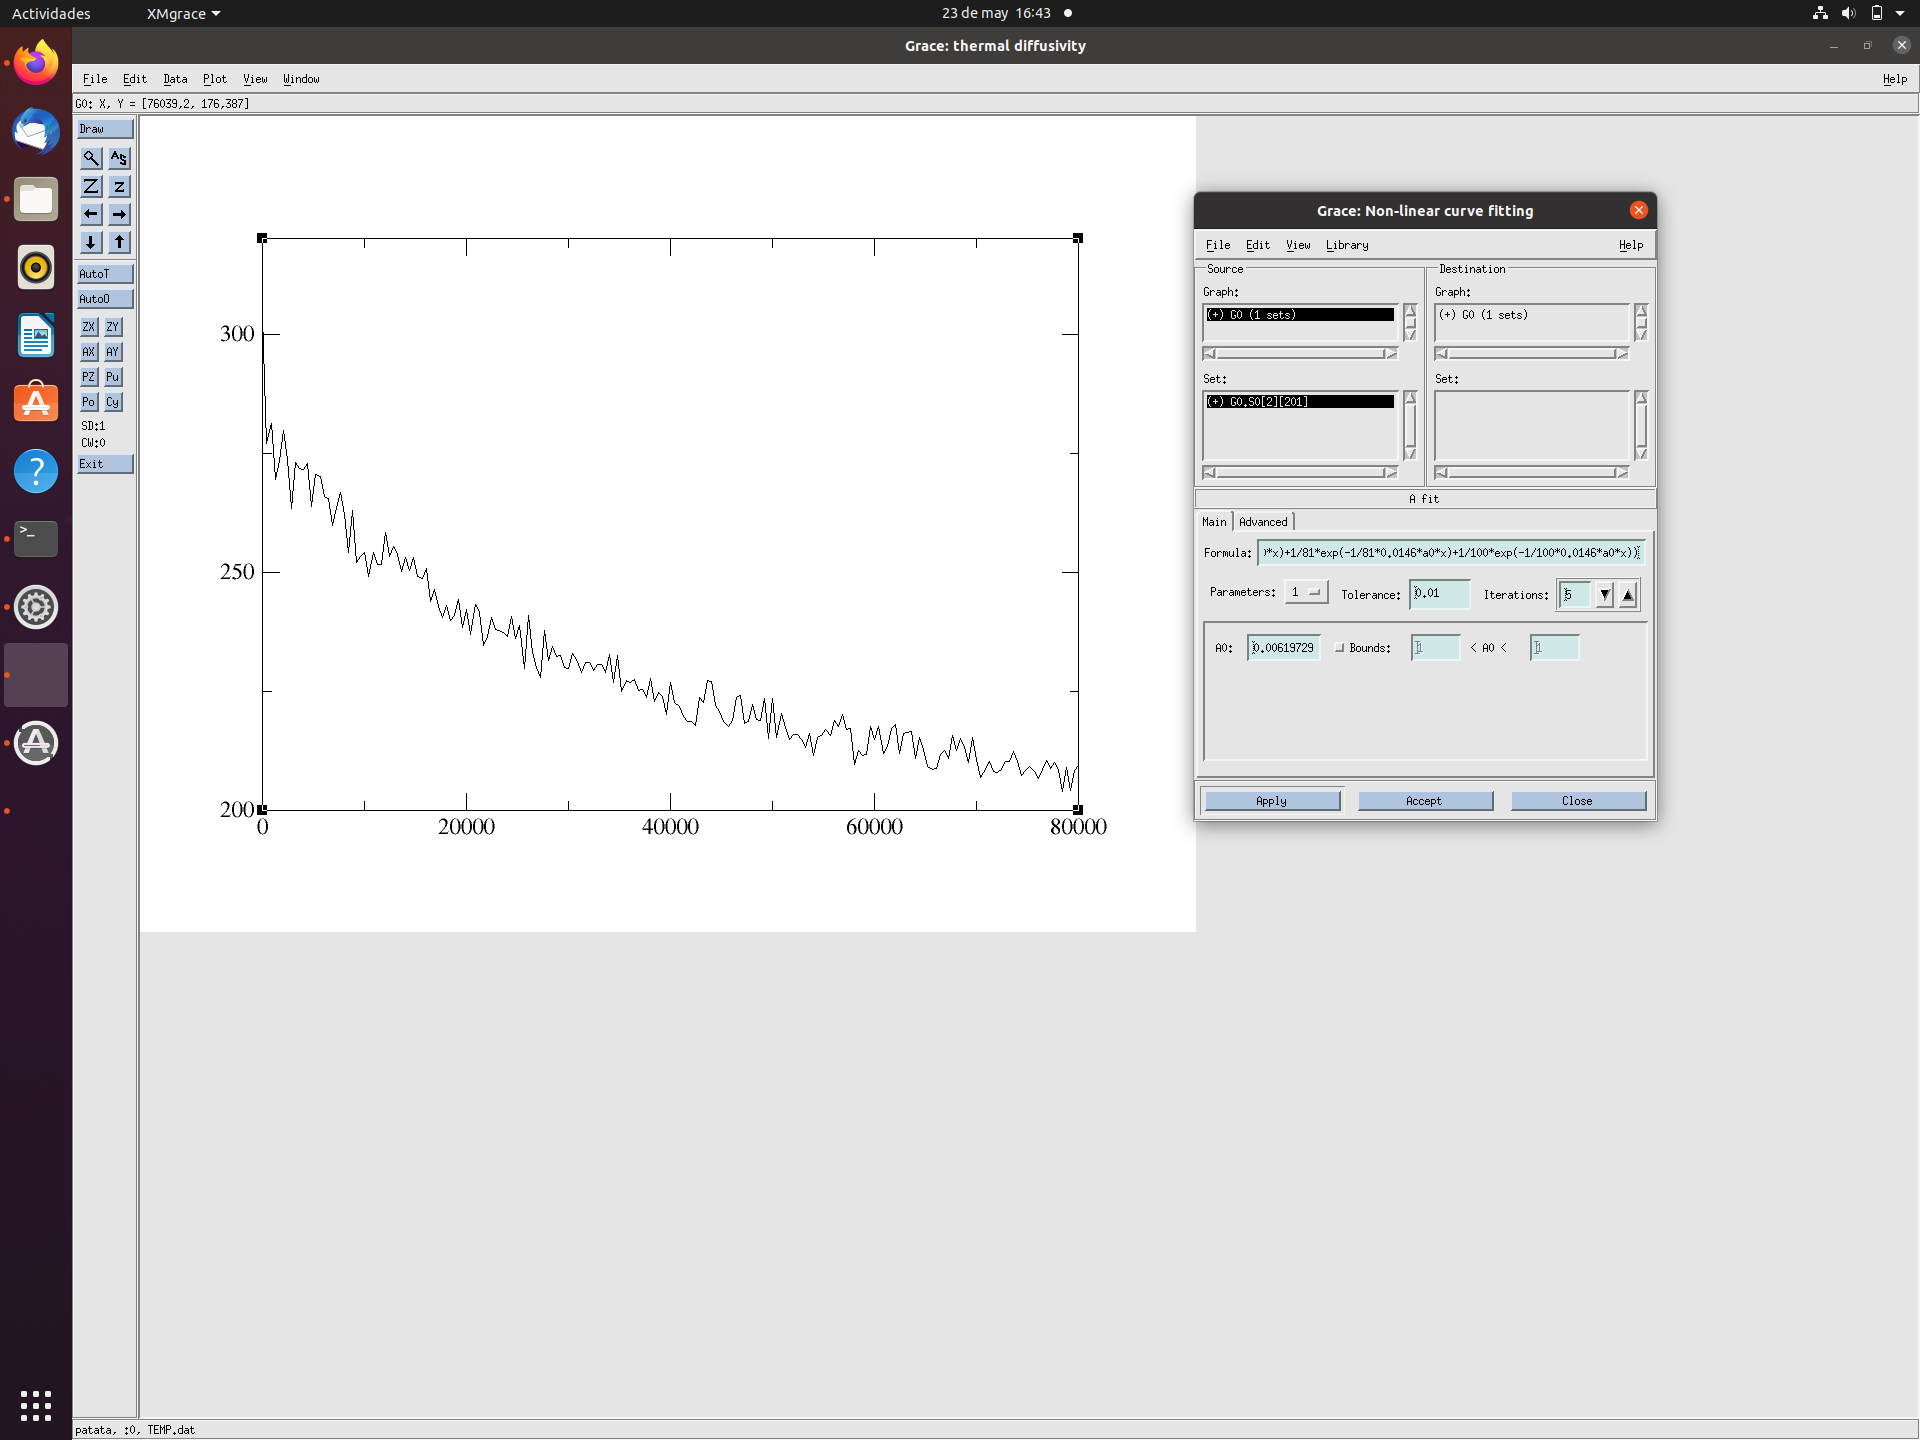 Actividades XMgrace 23 de may 16:43
Grace: thermal diffusivity
File Edit Data Plot View Window Help
G0: X, Y = [76039,2, 176,387]
Draw
AS
Z z
AutoT
AutoO
ZX ZY
AX AY
PZ Pu
Po Cy
SD:1
CW:0
Exit
300
250
200
0 20000 40000 60000 80000
Grace: Non-linear curve fitting
File Edit View Library Help
Source Destination
Graph: Graph:
(+) G0 (1 sets) (+) G0 (1 sets)
Set: Set:
(+) G0.S0[2][201]
A fit
Main Advanced
Formula: )*x)+1/81*exp(-1/81*0.0146*a0*x)+1/100*exp(-1/100*0.0146*a0*x))
Parameters: 1 Tolerance: 0.01 Iterations: 5
A0: 0.00619729 Bounds: 1 < A0 < 1
Apply Accept Close
patata, :0, TEMP.dat